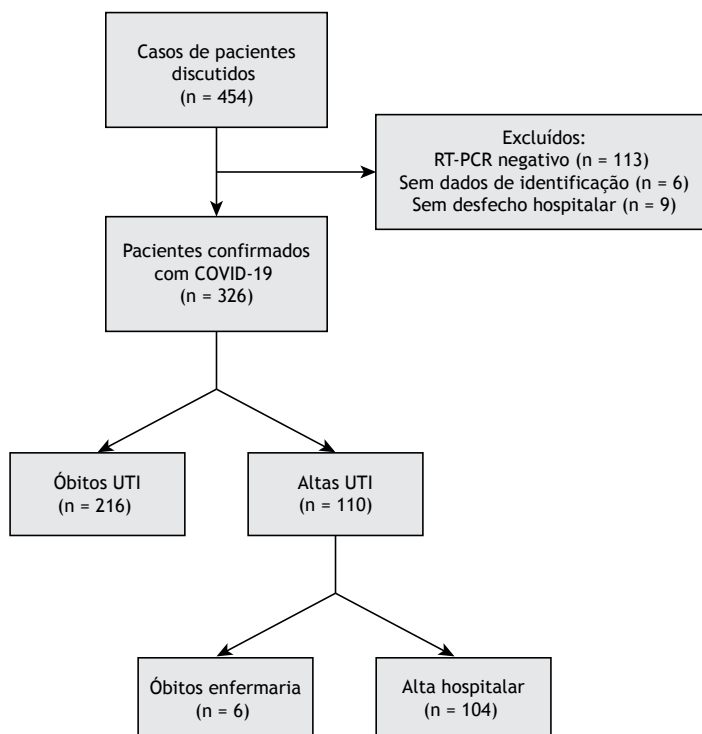 Casos de pacientes
discutidos
(n = 454)
Excluídos:
RT-PCR negativo (n = 113)
Sem dados de identificação (n = 6)
Sem desfecho hospitalar (n = 9)
Pacientes confirmados
com COVID-19
(n = 326)
Óbitos UTI
(n = 216)
Altas UTI
(n = 110)
Óbitos enfermaria
(n = 6)
Alta hospitalar
(n = 104)